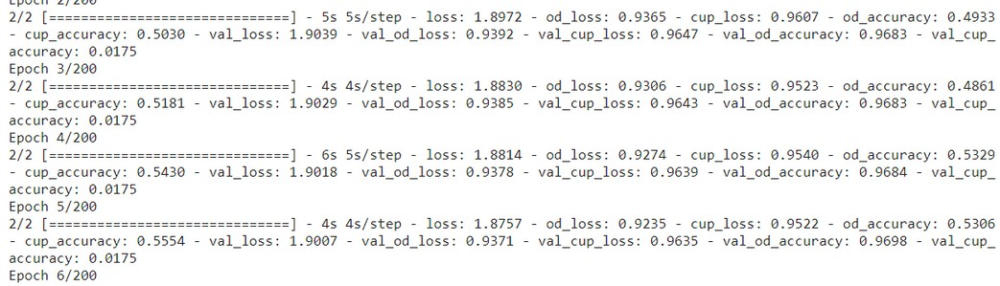 Epoch 2/200
2/2 [==============================] - 5s 5s/step - loss: 1.8972 - od_loss: 0.9365 - cup_loss: 0.9607 - od_accuracy: 0.4933
- cup_accuracy: 0.5030 - val_loss: 1.9039 - val_od_loss: 0.9392 - val_cup_loss: 0.9647 - val_od_accuracy: 0.9683 - val_cup_
accuracy: 0.0175
Epoch 3/200
2/2 [==============================] - 4s 4s/step - loss: 1.8830 - od_loss: 0.9306 - cup_loss: 0.9523 - od_accuracy: 0.4861
- cup_accuracy: 0.5181 - val_loss: 1.9029 - val_od_loss: 0.9385 - val_cup_loss: 0.9643 - val_od_accuracy: 0.9683 - val_cup_
accuracy: 0.0175
Epoch 4/200
2/2 [==============================] - 6s 5s/step - loss: 1.8814 - od_loss: 0.9274 - cup_loss: 0.9540 - od_accuracy: 0.5329
- cup_accuracy: 0.5430 - val_loss: 1.9018 - val_od_loss: 0.9378 - val_cup_loss: 0.9639 - val_od_accuracy: 0.9684 - val_cup_
accuracy: 0.0175
Epoch 5/200
2/2 [==============================] - 4s 4s/step - loss: 1.8757 - od_loss: 0.9235 - cup_loss: 0.9522 - od_accuracy: 0.5306
- cup_accuracy: 0.5554 - val_loss: 1.9007 - val_od_loss: 0.9371 - val_cup_loss: 0.9635 - val_od_accuracy: 0.9698 - val_cup_
accuracy: 0.0175
Epoch 6/200